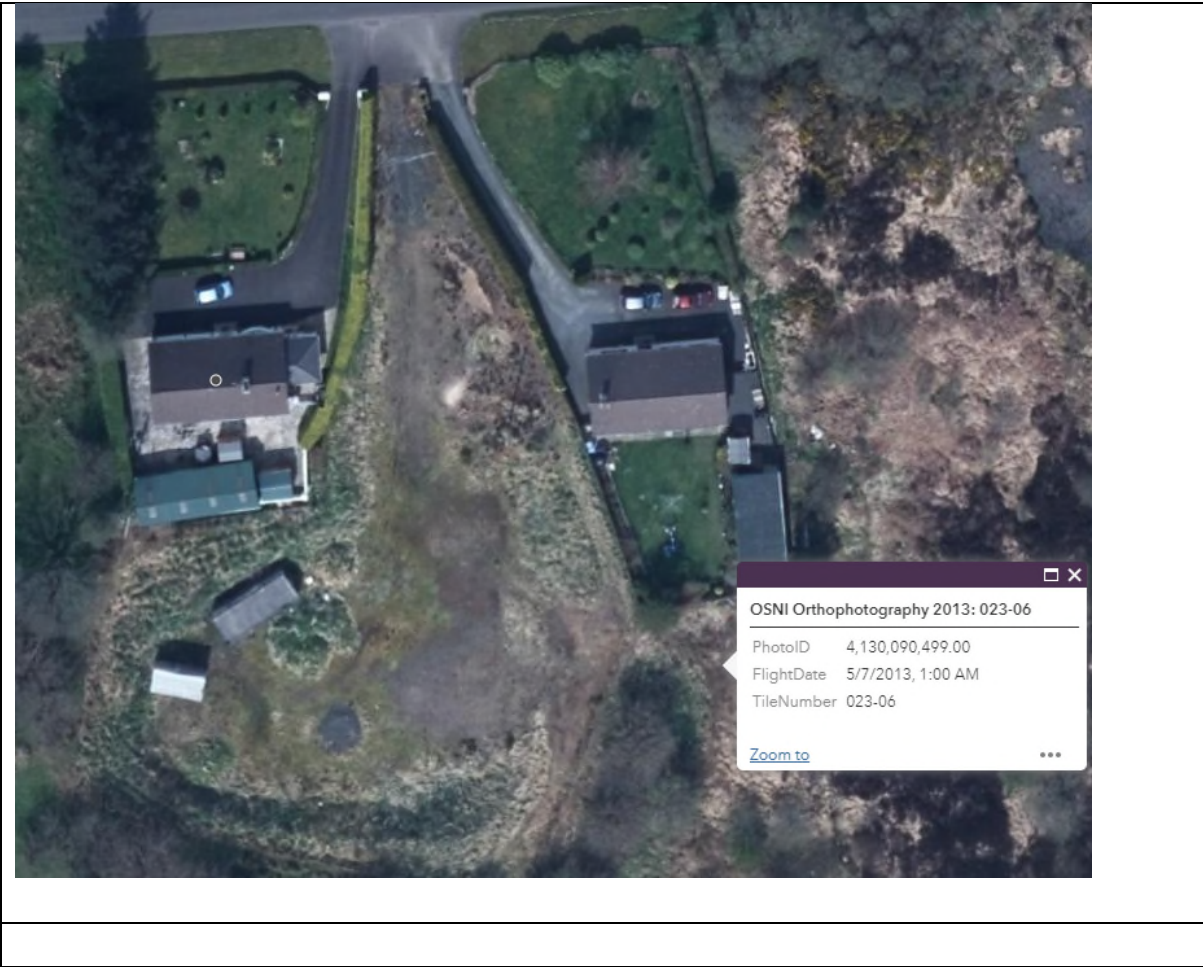 OSNI Orthophotography 2013: 023-06
PhotoID 4,130,090,499.00
FlightDate 5/7/2013, 1:00 AM
TileNumber 023-06
Zoom to